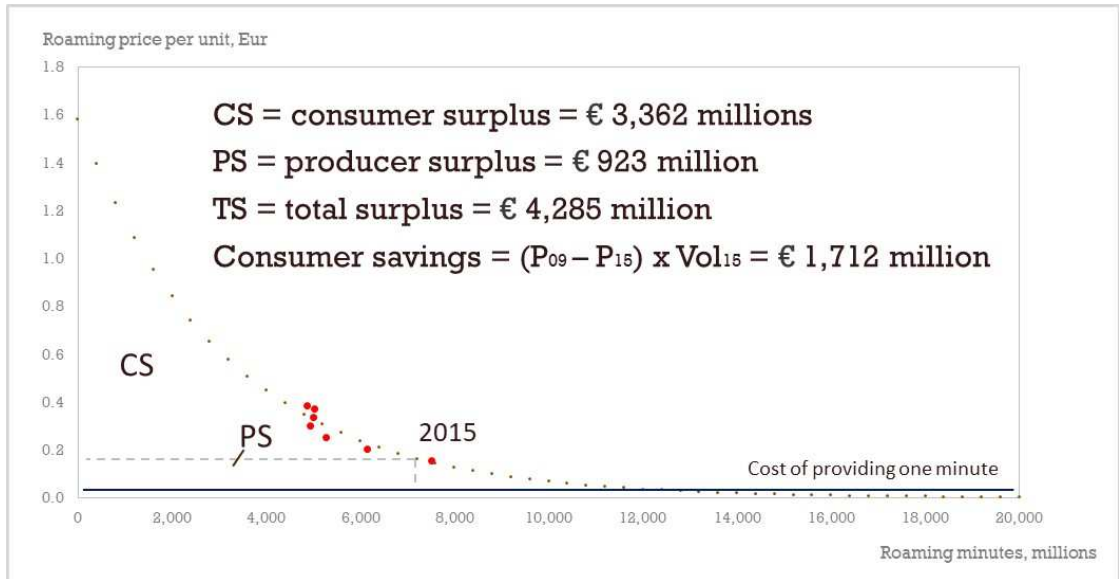 Roaming price per unit, Eur
1.8
CS = consumer surplus = € 3,362 millions
1.6
PS = producer surplus = € 923 million
1.4
TS = total surplus = € 4,285 million
1.2
Consumer savings = (P09 – P15) x Vol15 = € 1,712 million
1.0
0.8
0.6
CS
0.4
PS
2015
0.2
Cost of providing one minute
0.0
0 2,000 4,000 6,000 8,000 10,000 12,000 14,000 16,000 18,000 20,000
Roaming minutes, millions